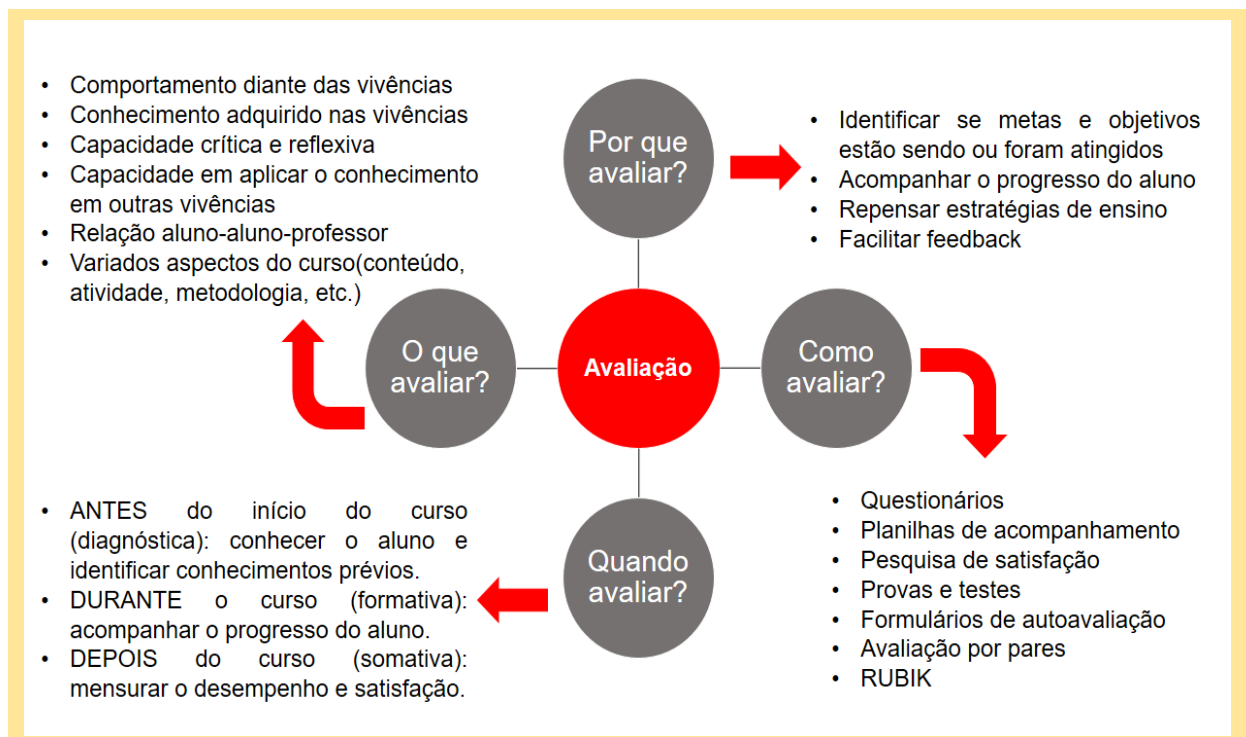 • Comportamento diante das vivências
• Conhecimento adquirido nas vivências
• Capacidade crítica e reflexiva
• Capacidade em aplicar o conhecimento
em outras vivências
• Relação aluno-aluno-professor
• Variados aspectos do curso(conteúdo,
atividade, metodologia, etc.)
Por que
avaliar?
• Identificar se metas e objetivos
estão sendo ou foram atingidos
• Acompanhar o progresso do aluno
• Repensar estratégias de ensino
• Facilitar feedback
O que
avaliar?
Avaliação
Como
avaliar?
• ANTES do início do curso
(diagnóstica): conhecer o aluno e
identificar conhecimentos prévios.
• DURANTE o curso (formativa):
acompanhar o progresso do aluno.
• DEPOIS do curso (somativa):
mensurar o desempenho e satisfação.
Quando
avaliar?
• Questionários
• Planilhas de acompanhamento
• Pesquisa de satisfação
• Provas e testes
• Formulários de autoavaliação
• Avaliação por pares
• RUBIK